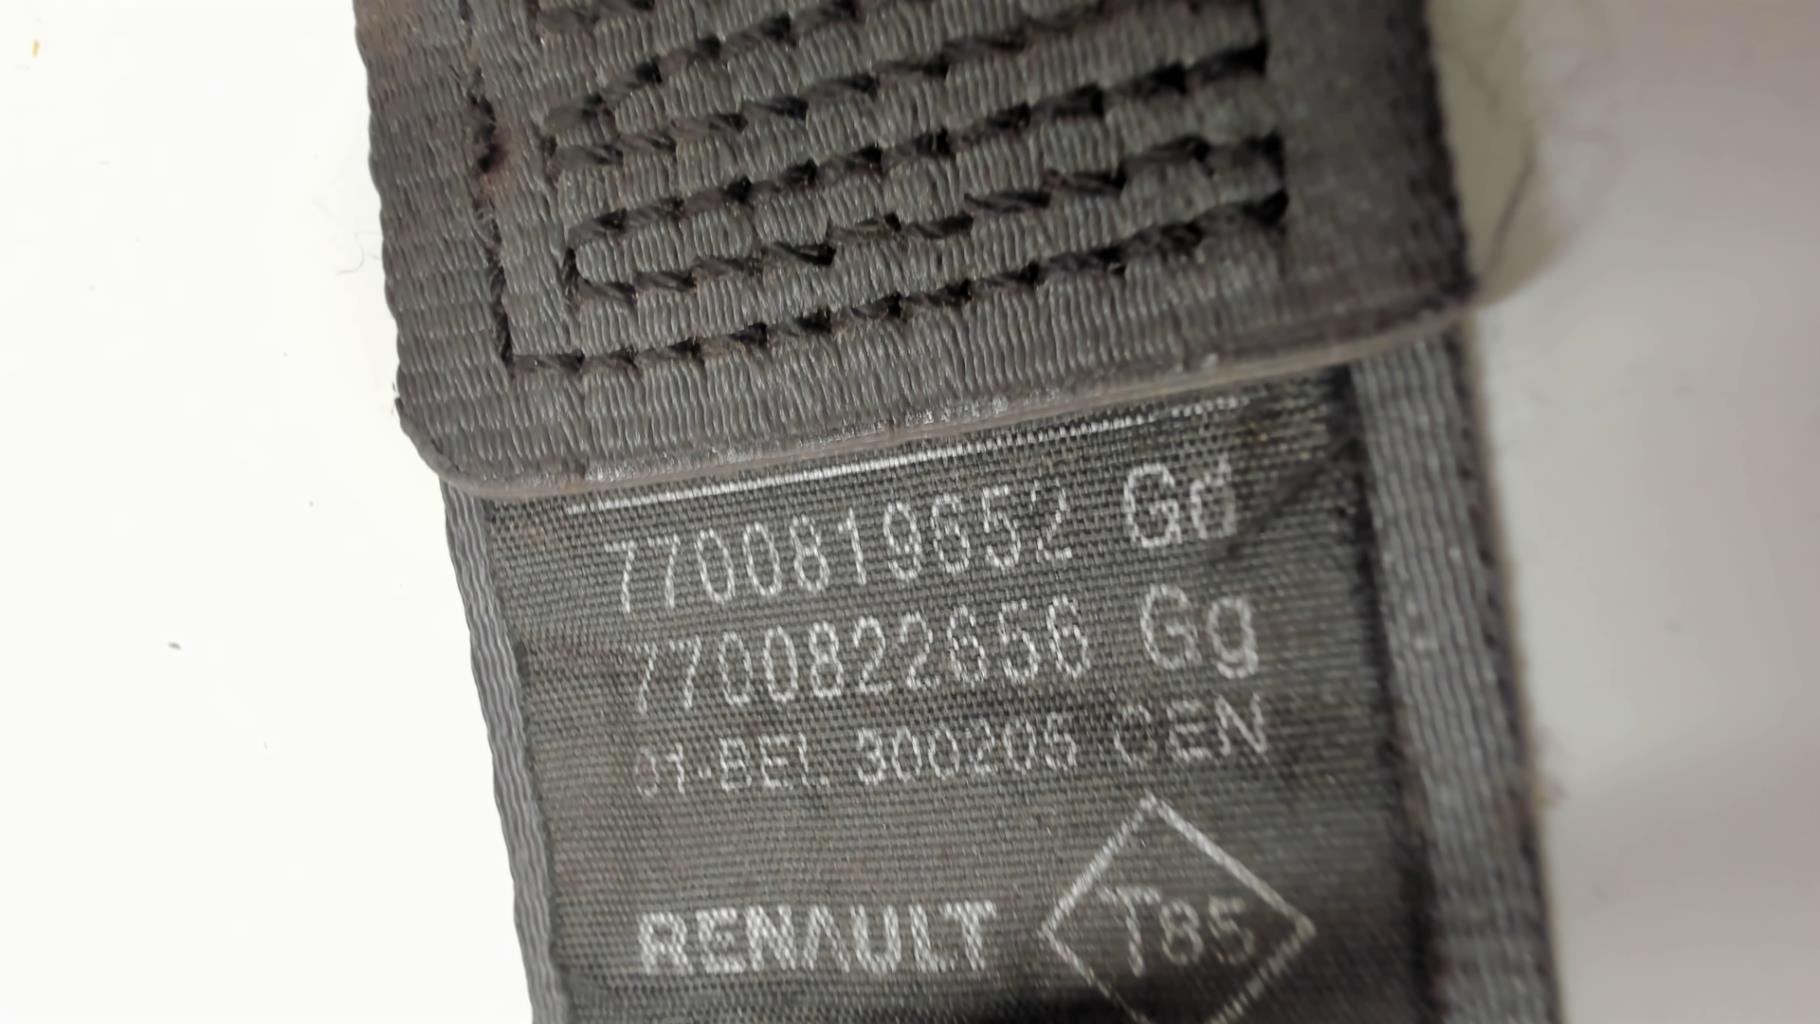 7700819652 Gd
7700822656 Gg
01-BEL 300205 CEN
RENAULT T85